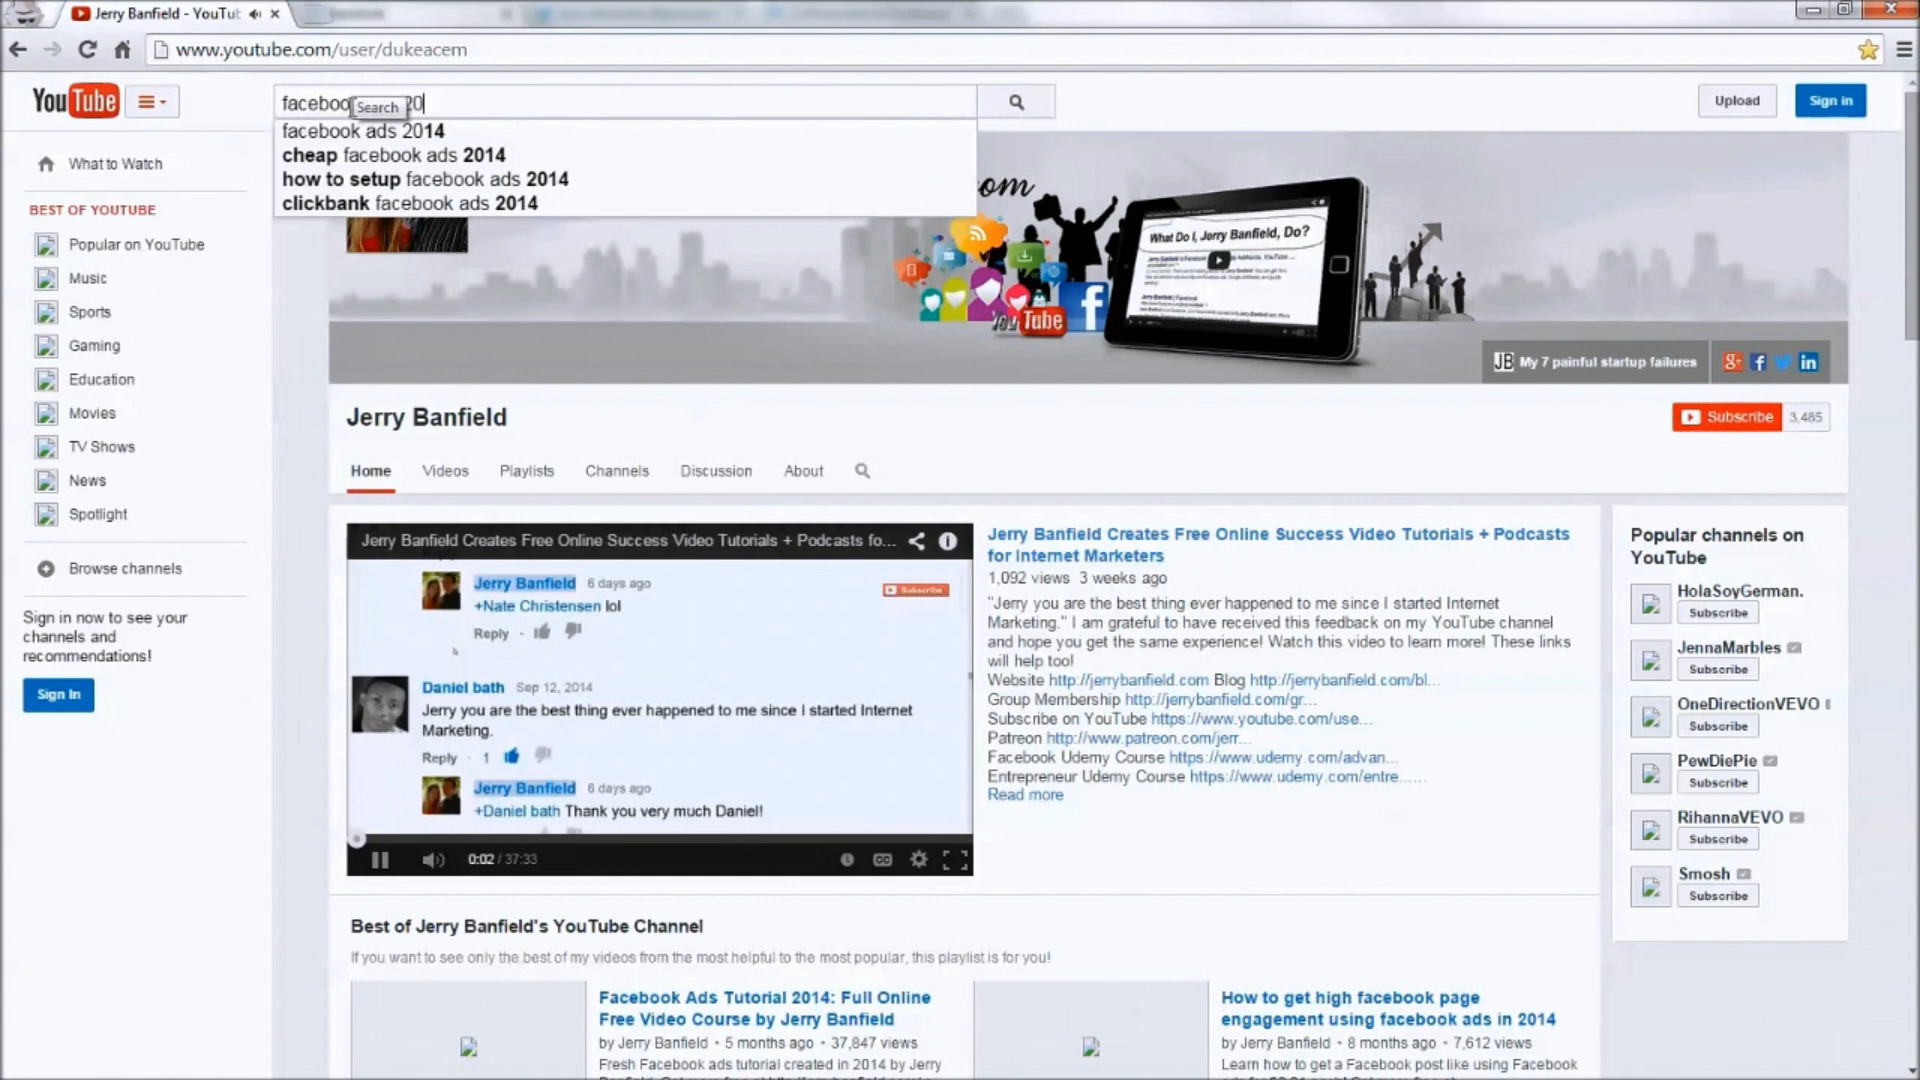 Jerry Banfield - YouTub
www.youtube.com/user/dukeacem
YouTube
faceboo 20
Search
Upload
Sign in
facebook ads 2014
cheap facebook ads 2014
how to setup facebook ads 2014
clickbank facebook ads 2014
What to Watch
BEST OF YOUTUBE
Popular on YouTube
Music
Sports
Gaming
Education
Movies
TV Shows
News
Spotlight
Browse channels
Sign in now to see your
channels and
recommendations!
Sign In
om
What Do I, Jerry Banfield, Do?
YouTube
JB My 7 painful startup failures
Jerry Banfield
Subscribe 3,485
Home Videos Playlists Channels Discussion About
Jerry Banfield Creates Free Online Success Video Tutorials + Podcasts fo...
Jerry Banfield 6 days ago
Subscribe
+Nate Christensen lol
Reply
Daniel bath Sep 12, 2014
Jerry you are the best thing ever happened to me since I started Internet
Marketing.
Reply · 1
Jerry Banfield 6 days ago
+Daniel bath Thank you very much Daniel!
0:02 / 37:33
CC
Jerry Banfield Creates Free Online Success Video Tutorials + Podcasts
for Internet Marketers
1,092 views 3 weeks ago
"Jerry you are the best thing ever happened to me since I started Internet
Marketing." I am grateful to have received this feedback on my YouTube channel
and hope you get the same experience! Watch this video to learn more! These links
will help too!
Website http://jerrybanfield.com Blog http://jerrybanfield.com/bl...
Group Membership http://jerrybanfield.com/gr...
Subscribe on YouTube https://www.youtube.com/use...
Patreon http://www.patreon.com/jerr...
Facebook Udemy Course https://www.udemy.com/advan...
Entrepreneur Udemy Course https://www.udemy.com/entre......
Read more
Popular channels on
YouTube
HolaSoyGerman.
Subscribe
JennaMarbles
Subscribe
OneDirectionVEVO
Subscribe
PewDiePie
Subscribe
RihannaVEVO
Subscribe
Smosh
Subscribe
Best of Jerry Banfield's YouTube Channel
If you want to see only the best of my videos from the most helpful to the most popular, this playlist is for you!
Facebook Ads Tutorial 2014: Full Online
Free Video Course by Jerry Banfield
by Jerry Banfield • 5 months ago • 37,847 views
Fresh Facebook ads tutorial created in 2014 by Jerry
How to get high facebook page
engagement using facebook ads in 2014
by Jerry Banfield • 8 months ago • 7,612 views
Learn how to get a Facebook post like using Facebook